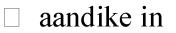 □ aandike in